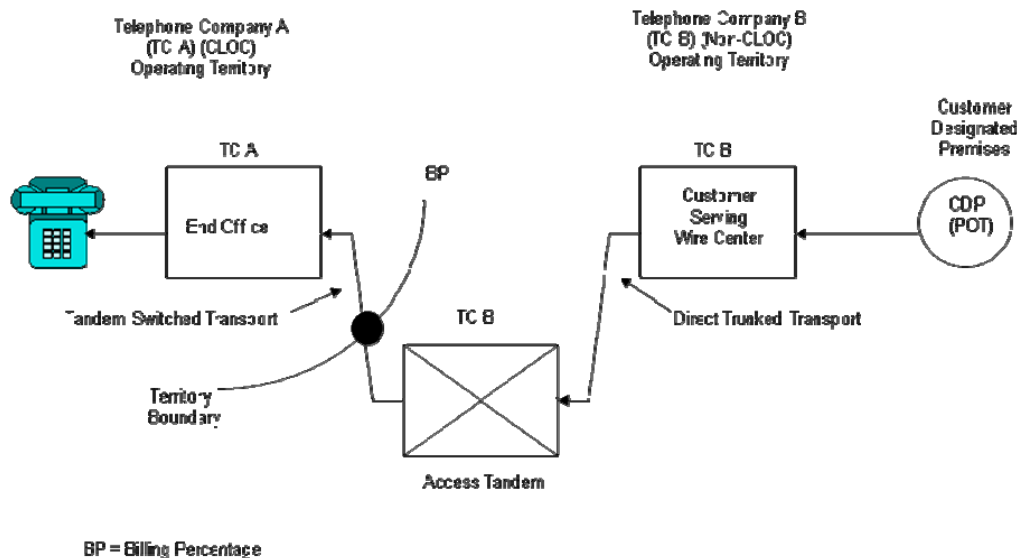 Telephone Company A
(TC A) (CLOC)
Operating Territory
Telephone Company B
(TC B) (Non-CLOC)
Operating Territory
Customer
Designated
Premises
TC A
BP
TC B
End Office
Customer
Serving
Wire Center
CDP
(POT)
Tandem Switched Transport
TC B
Direct Trunked Transport
Territory
Boundary
Access Tandem
BP = Billing Percentage